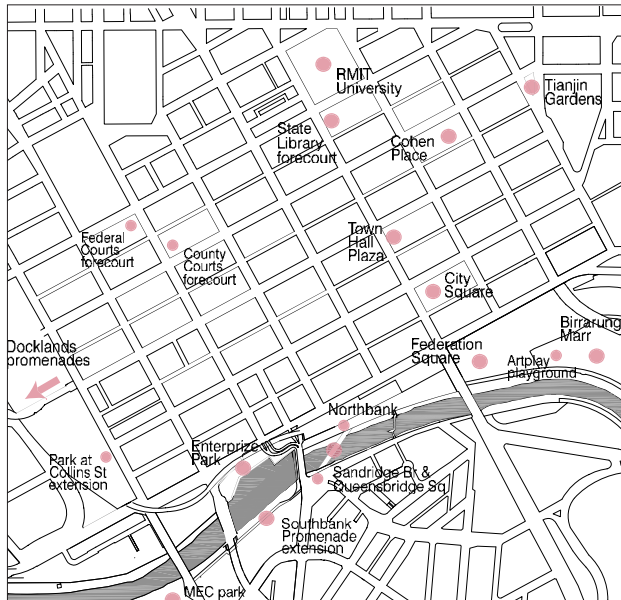 RMIT
University
Tianjin
Gardens
State
Library
forecourt
Cohen
Place
Federal
Courts
forecourt
County
Courts
forecourt
Town
Hall
Plaza
City
Square
Docklands
promenades
Federation
Square
Birrarung
Marr
Artplay
playground
Northbank
Enterprize
Park
Park at
Collins St
extension
Sandridge Br &
Queensbridge Sq
Southbank
Promenade
extension
MEC park